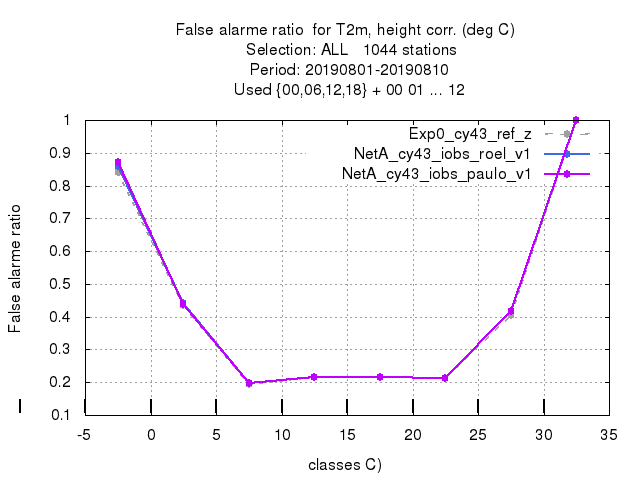 False alarme ratio  for T2m, height corr. (deg C)
Selection: ALL   1044 stations
Period: 20190801-20190810
Used {00,06,12,18} + 00 01 ... 12
Exp0_cy43_ref_z
NetA_cy43_iobs_roel_v1
NetA_cy43_iobs_paulo_v1
False alarme ratio
1
0.9
0.8
0.7
0.6
0.5
0.4
0.3
0.2
0.1
-5 0 5 10 15 20 25 30 35
classes C)